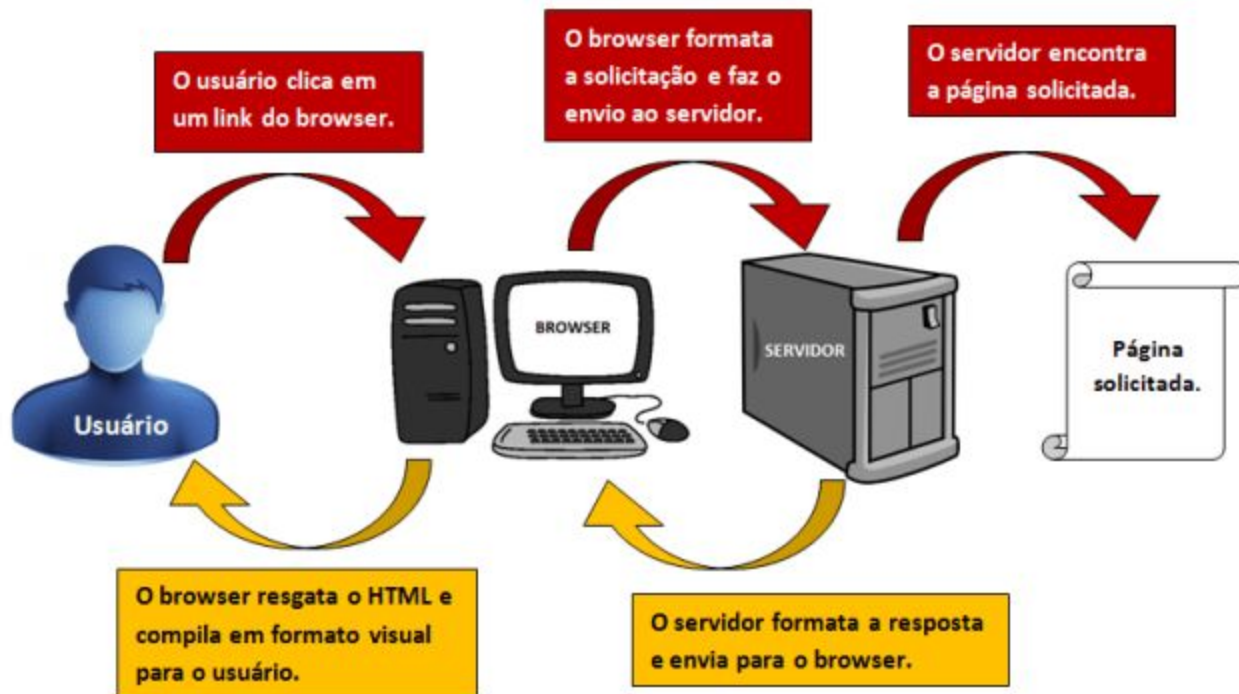 O usuário clica em
um link do browser.
O browser formata
a solicitação e faz o
envio ao servidor.
O servidor encontra
a página solicitada.
Usuário
BROWSER
SERVIDOR
Página
solicitada.
O browser resgata o HTML e
compila em formato visual
para o usuário.
O servidor formata a resposta
e envia para o browser.